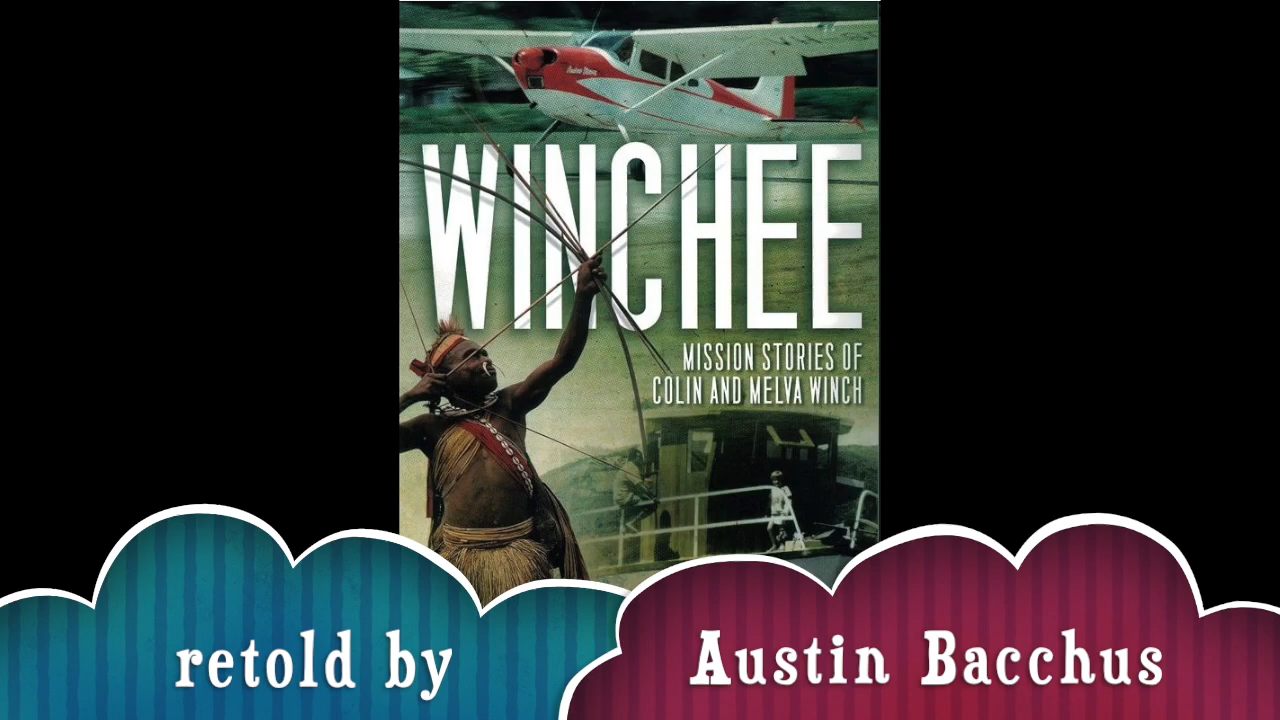 WINCHEE
MISSION STORIES OF
COLIN AND MELVA WINCH
retold by
Austin Bacchus